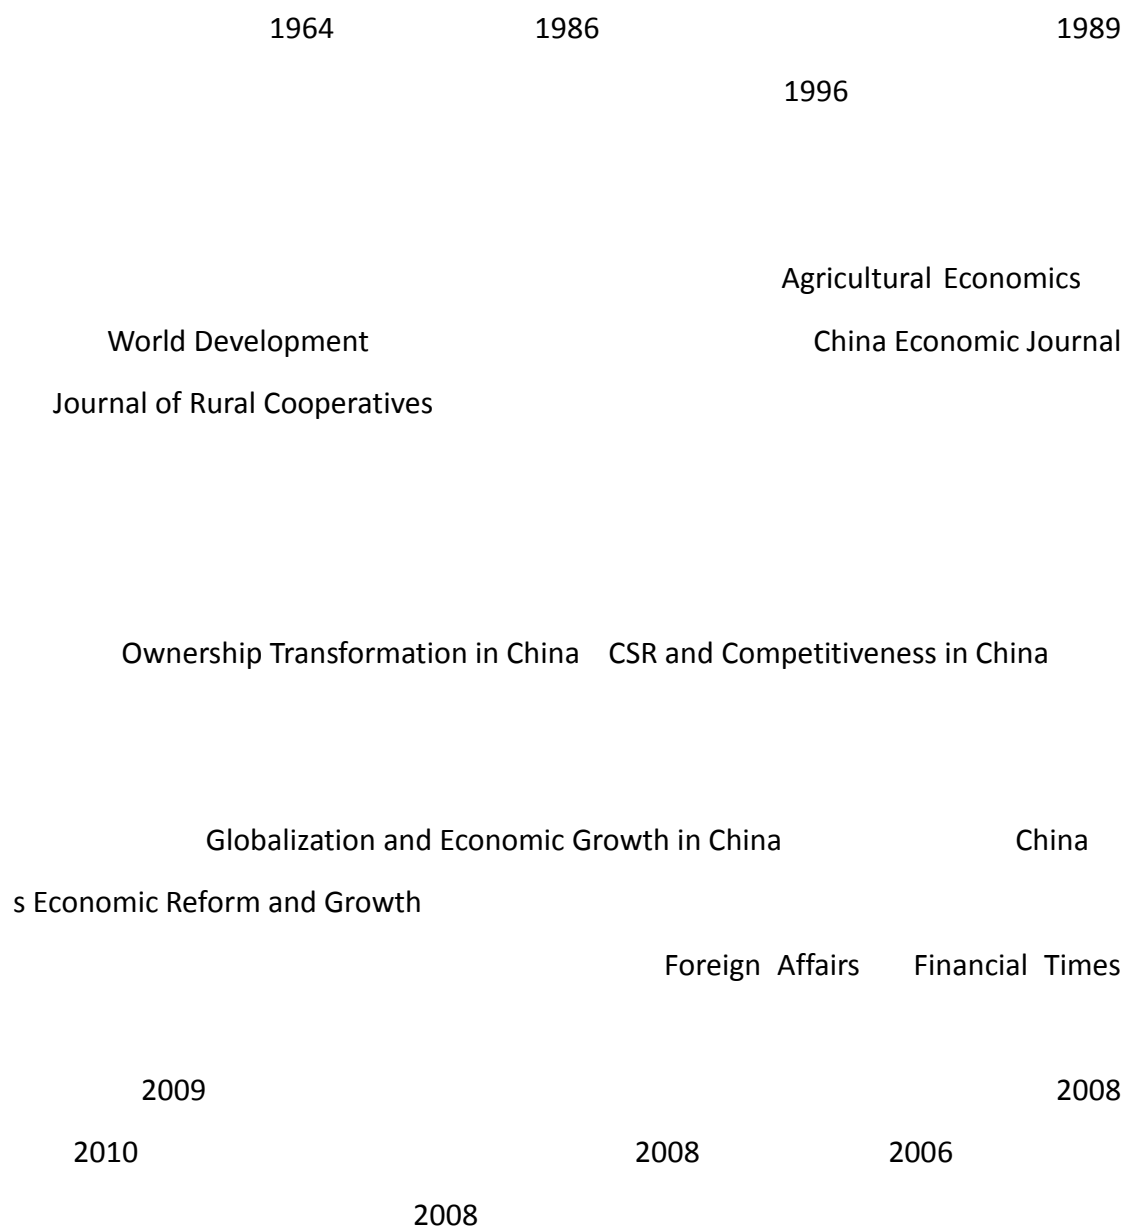 1964 1986 1989
1996
Agricultural Economics
World Development China Economic Journal
Journal of Rural Cooperatives
Ownership Transformation in China CSR and Competitiveness in China
Globalization and Economic Growth in China China
s Economic Reform and Growth
Foreign Affairs Financial Times
2009 2008
2010 2008 2006
2008